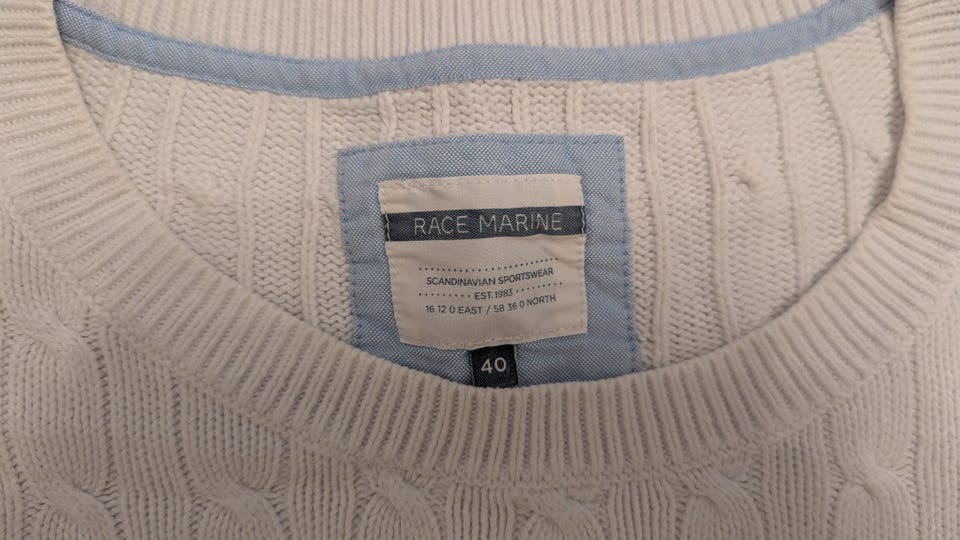 RACE MARINE
SCANDINAVIAN SPORTSWEAR
EST.1983
16 12 0 EAST / 58 36 0 NORTH
40